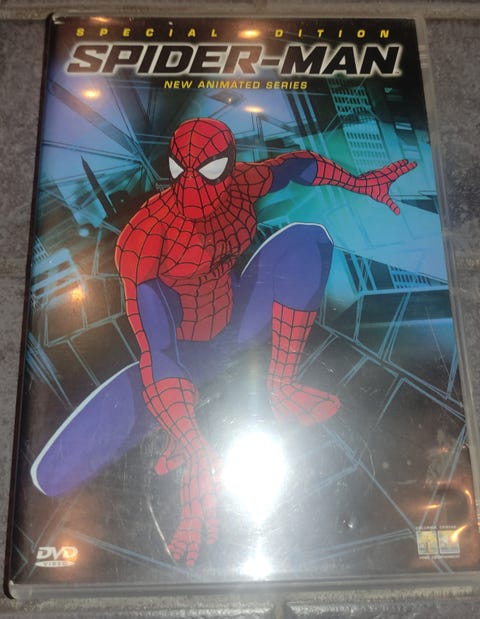 SPECIAL EDITION
SPIDER-MAN
NEW ANIMATED SERIES
DVD
VIDEO